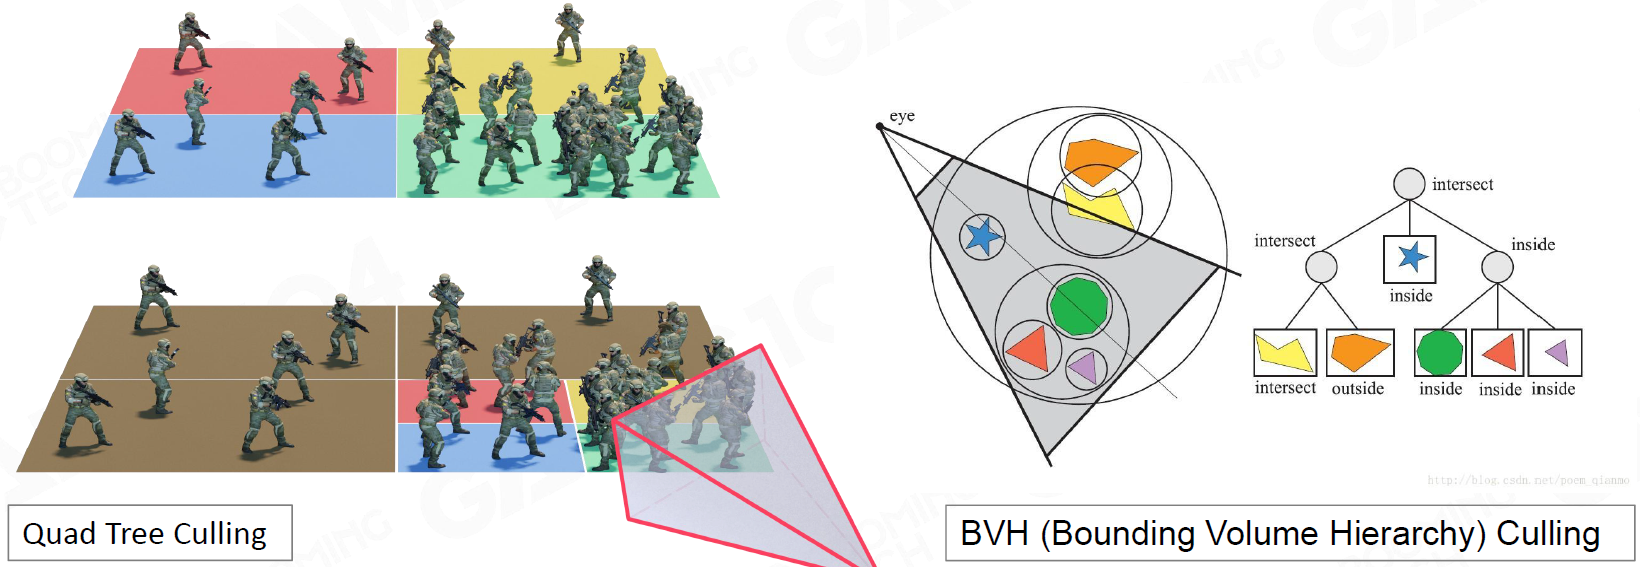 eye
intersect
intersect
inside
inside
intersect
outside
inside
inside
inside
http://blog.csdn.net/poem_qianmo
Quad Tree Culling
BVH (Bounding Volume Hierarchy) Culling